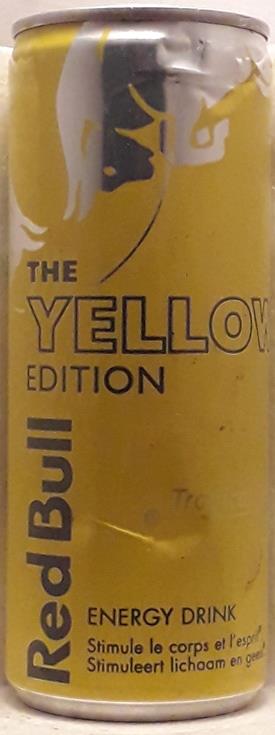 THE
YELLOW
EDITION
Red Bull
ENERGY DRINK
Stimule le corps et l'esprit
Stimuleert lichaam en geest